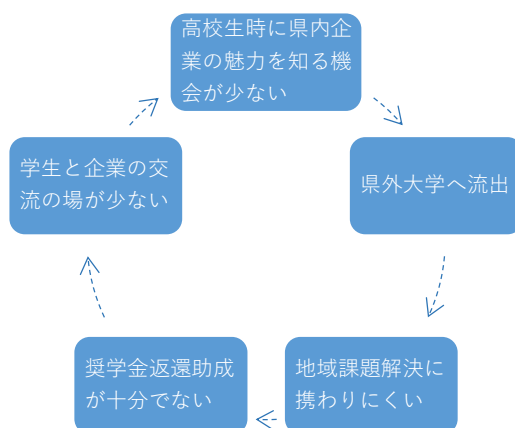 高校生時に県内企
業の魅力を知る機
会が少ない
県外大学へ流出
地域課題解決に
携わりにくい
奨学金返還助成
が十分でない
学生と企業の交
流の場が少ない